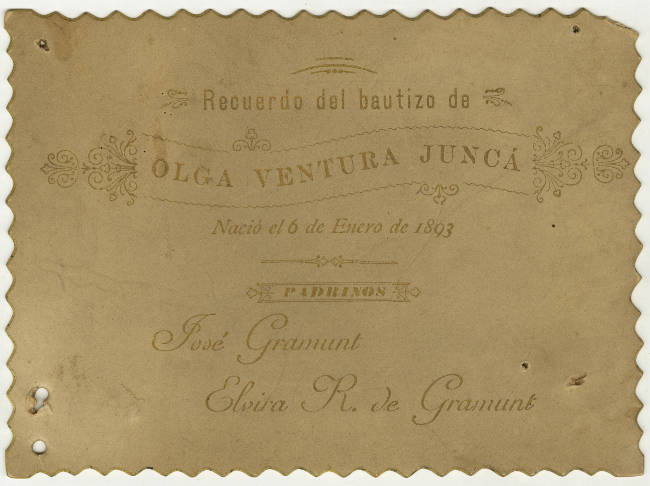 Recuerdo del bautizo de
OLGA VENTURA JUNCÁ
Nació el 6 de Enero de 1893
PADRINOS
José Gramunt
Elvira R. de Gramunt